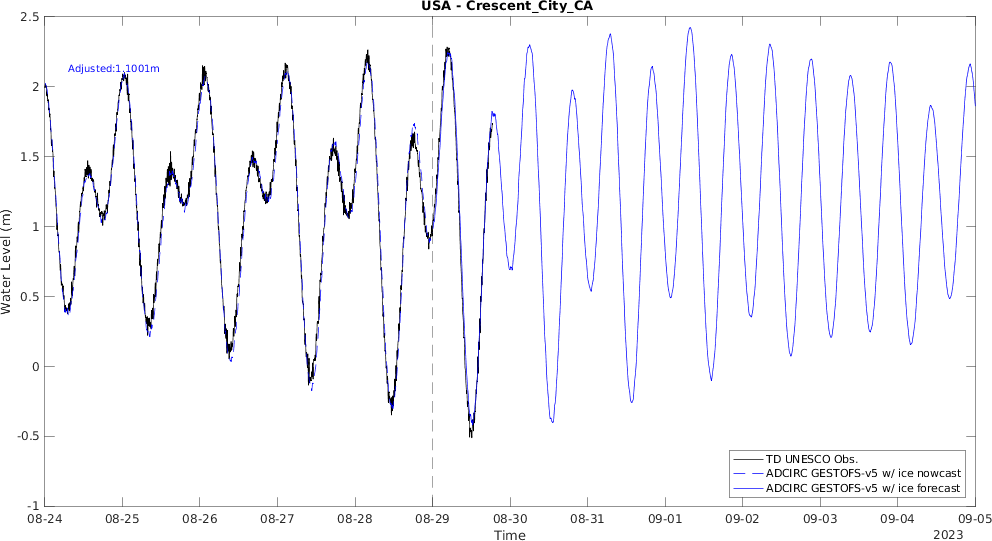 USA - Crescent_City_CA
2.5
2
1.5
1
0.5
0
-0.5
-1
Water Level (m)
Adjusted:1.1001m
TD UNESCO Obs.
ADCIRC GESTOFS-v5 w/ ice nowcast
ADCIRC GESTOFS-v5 w/ ice forecast
08-24 08-25 08-26 08-27 08-28 08-29 08-30 08-31 09-01 09-02 09-03 09-04 09-05
Time
2023